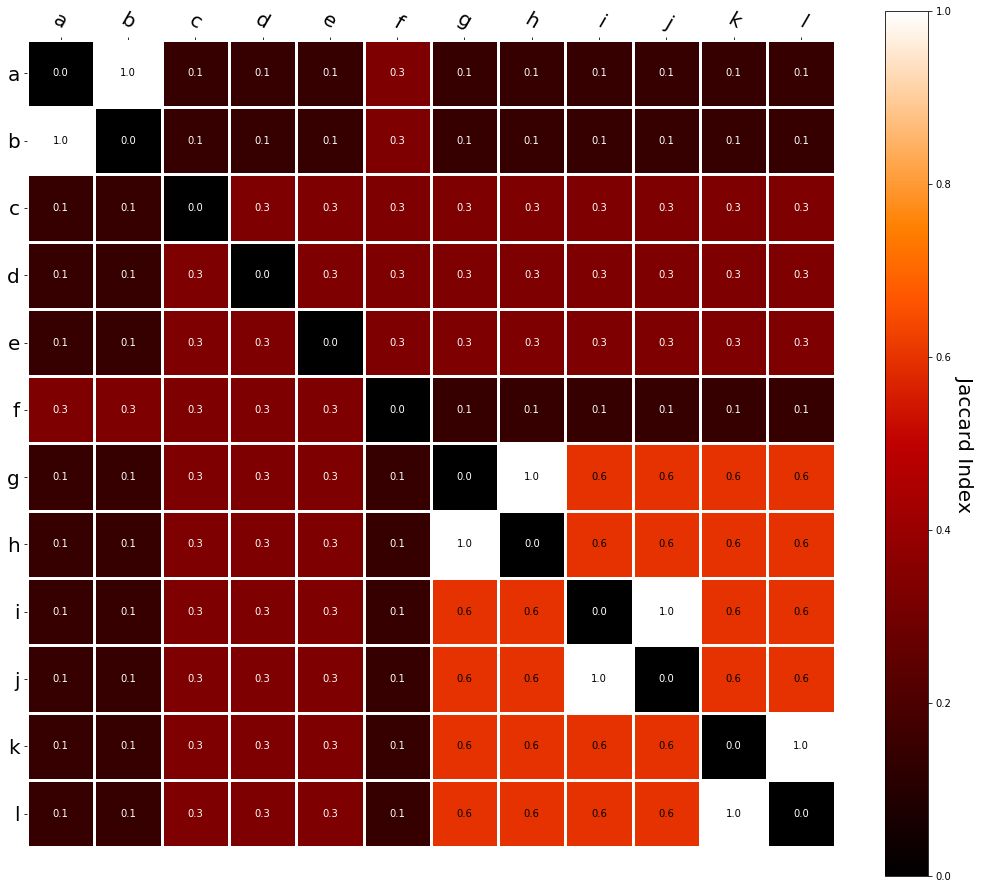 a b c d e f g h i j k l
1.0
a 0.0 1.0 0.1 0.1 0.1 0.3 0.1 0.1 0.1 0.1 0.1 0.1
b 1.0 0.0 0.1 0.1 0.1 0.3 0.1 0.1 0.1 0.1 0.1 0.1
0.8
c 0.1 0.1 0.0 0.3 0.3 0.3 0.3 0.3 0.3 0.3 0.3 0.3
d 0.1 0.1 0.3 0.0 0.3 0.3 0.3 0.3 0.3 0.3 0.3 0.3
e 0.1 0.1 0.3 0.3 0.0 0.3 0.3 0.3 0.3 0.3 0.3 0.3
0.6
f 0.3 0.3 0.3 0.3 0.3 0.0 0.1 0.1 0.1 0.1 0.1 0.1
Jaccard Index
g 0.1 0.1 0.3 0.3 0.3 0.1 0.0 1.0 0.6 0.6 0.6 0.6
0.4
h 0.1 0.1 0.3 0.3 0.3 0.1 1.0 0.0 0.6 0.6 0.6 0.6
i 0.1 0.1 0.3 0.3 0.3 0.1 0.6 0.6 0.0 1.0 0.6 0.6
j 0.1 0.1 0.3 0.3 0.3 0.1 0.6 0.6 1.0 0.0 0.6 0.6
0.2
k 0.1 0.1 0.3 0.3 0.3 0.1 0.6 0.6 0.6 0.6 0.0 1.0
l 0.1 0.1 0.3 0.3 0.3 0.1 0.6 0.6 0.6 0.6 1.0 0.0
0.0